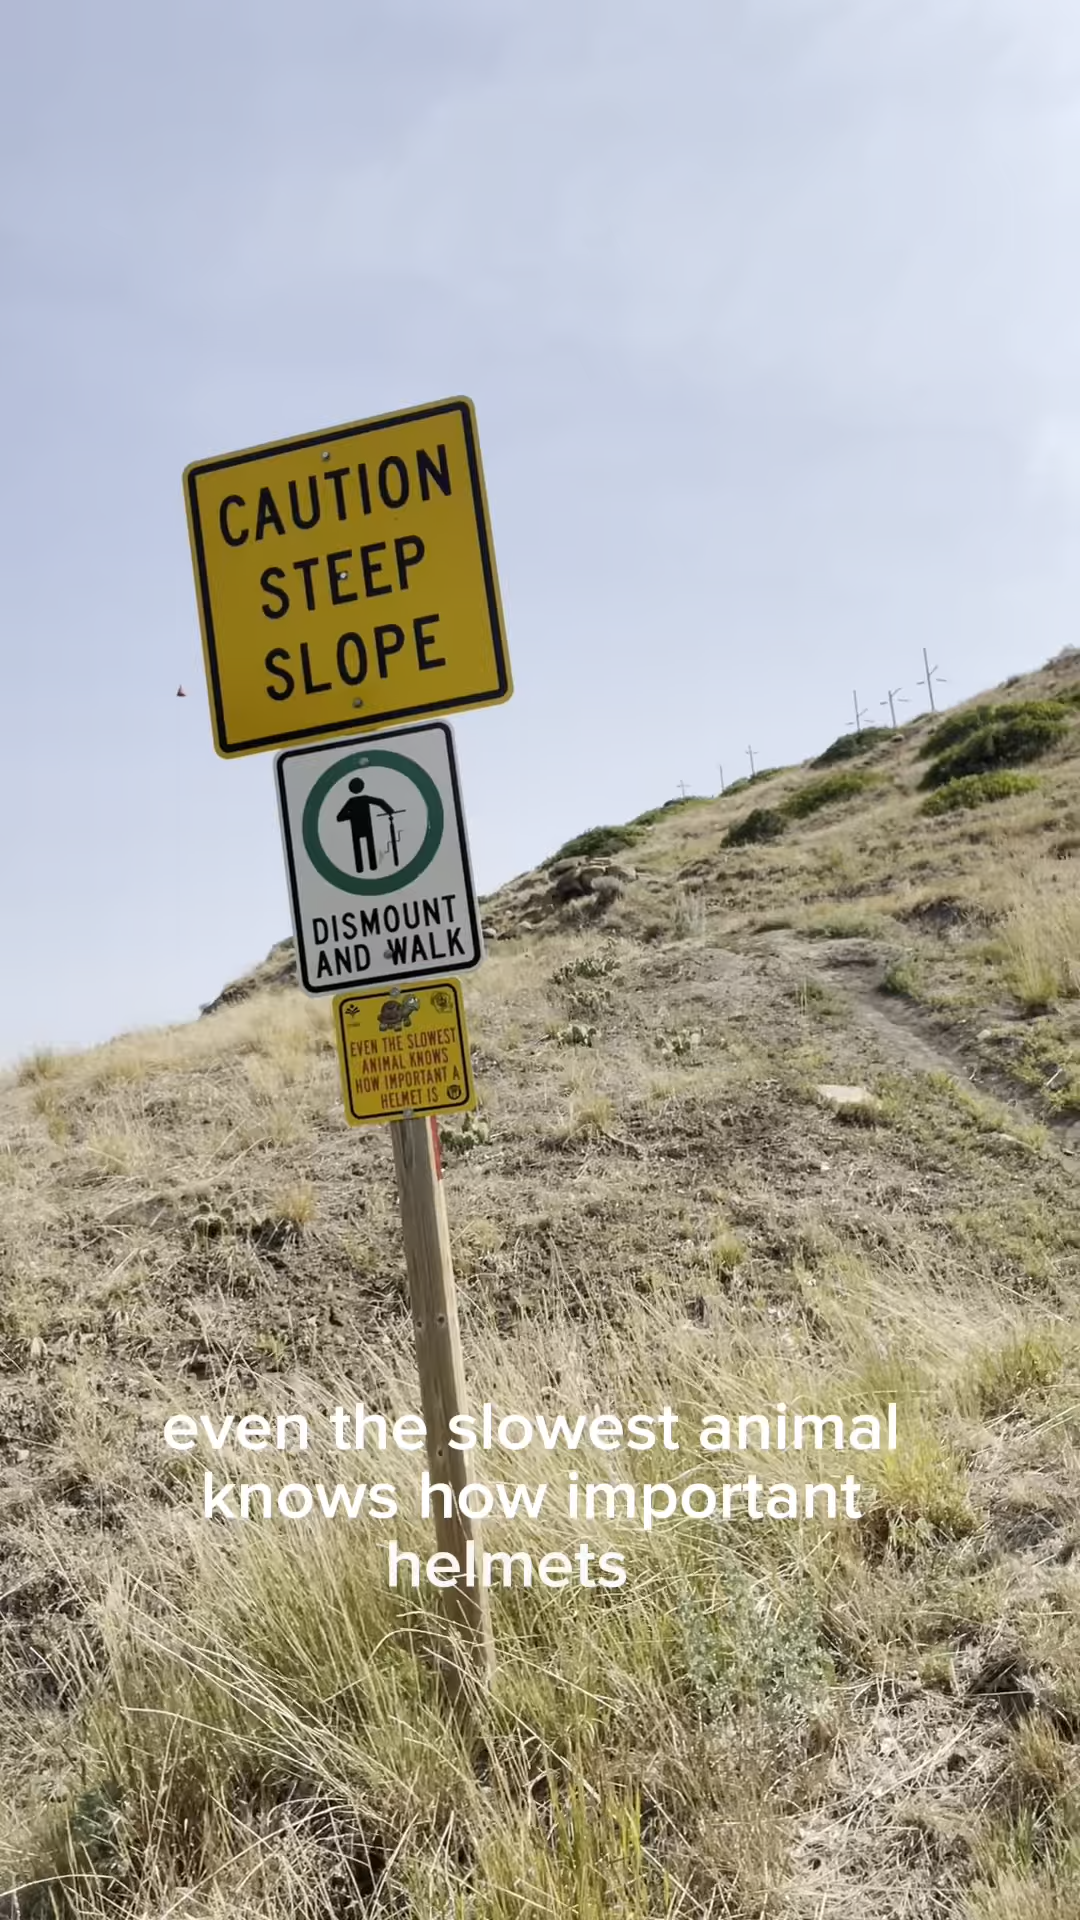 CAUTION
STEEP
SLOPE
DISMOUNT
AND WALK
EVEN THE SLOWEST
ANIMAL KNOWS
HOW IMPORTANT A
HELMET IS
even the slowest animal
knows how important
helmets